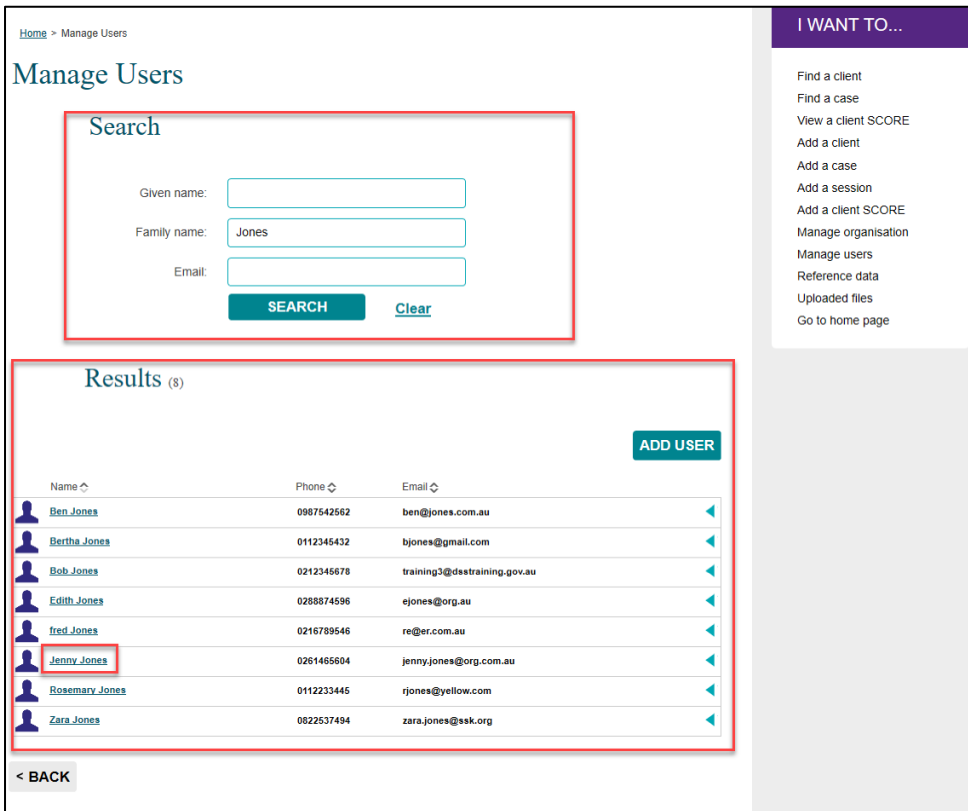 Home > Manage Users
Manage Users
Search
Given name:
Family name: Jones
Email:
SEARCH Clear
Results (8)
ADD USER
Name Phone Email
Ben Jones 0987542562 ben@jones.com.au
Bertha Jones 0112345432 bjones@gmail.com
Bob Jones 0212345678 training3@dsstraining.gov.au
Edith Jones 0288874596 ejones@org.au
fred Jones 0216789546 re@er.com.au
Jenny Jones 0261465604 jenny.jones@org.com.au
Rosemary Jones 0112233445 rjones@yellow.com
Zara Jones 0822537494 zara.jones@ssk.org
< BACK
I WANT TO...
Find a client
Find a case
View a client SCORE
Add a client
Add a case
Add a session
Add a client SCORE
Manage organisation
Manage users
Reference data
Uploaded files
Go to home page